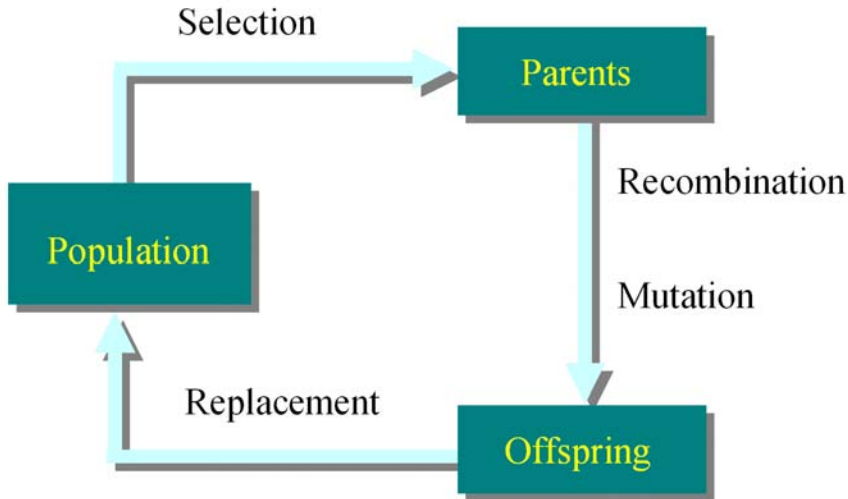 Selection
Parents
Recombination
Population
Mutation
Replacement
Offspring